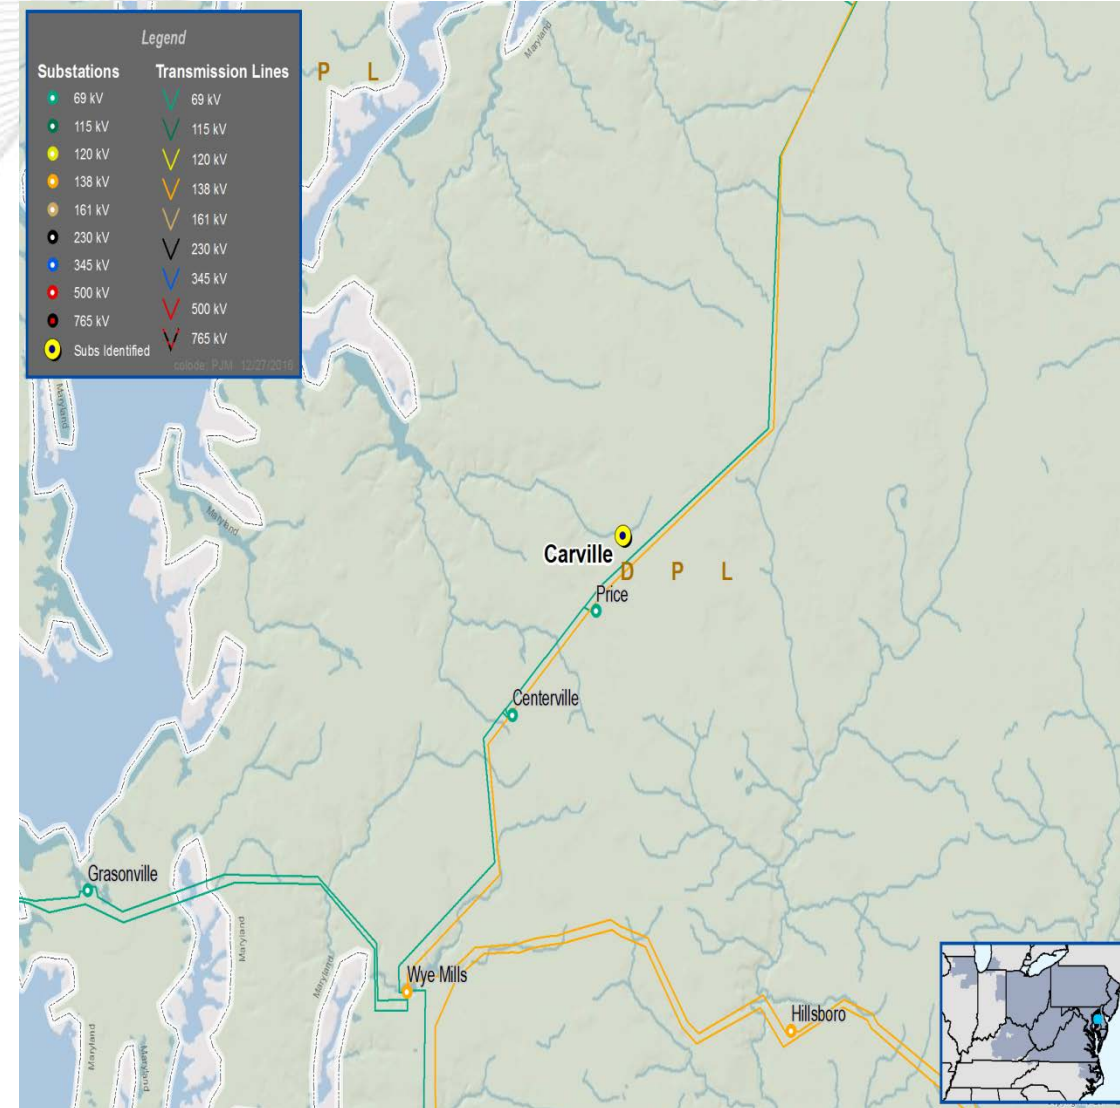 Legend
Substations Transmission Lines
69 kV 69 kV
115 kV 115 kV
120 kV 120 kV
138 kV 138 kV
161 kV 161 kV
230 kV 230 kV
345 kV 345 kV
500 kV 500 kV
765 kV 765 kV
Subs Identified
P L
Maryland
Maryland
Maryland
Carville
D P L
Price
Centerville
Grasonville
Maryland
Maryland
Wye Mills
Hillsboro
Maryland
Maryland